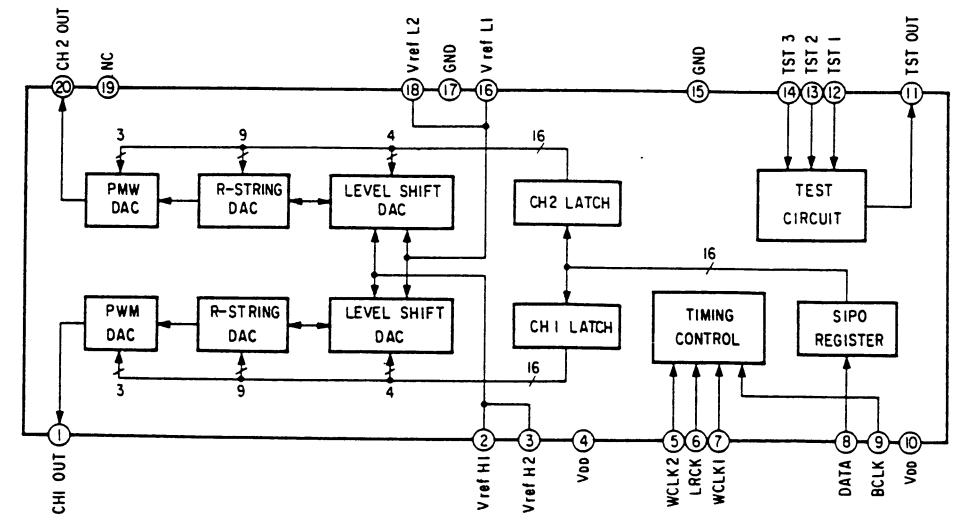 CH2 OUT
NC
Vref L2
GND
Vref L1
GND
TST 3
TST 2
TST 1
TST OUT
20
19
18
17
16
15
14
13
12
11
3
9
4
16
PMW
DAC
R-STRING
DAC
LEVEL SHIFT
DAC
CH2 LATCH
TEST
CIRCUIT
16
PWM
DAC
R-STRING
DAC
LEVEL SHIFT
DAC
CH1 LATCH
TIMING
CONTROL
SIPO
REGISTER
3
9
4
16
1
2
3
4
5
6
7
8
9
10
CH1 OUT
Vref H1
Vref H2
VDD
WCLK2
LRCK
WCLK1
DATA
BCLK
VDD